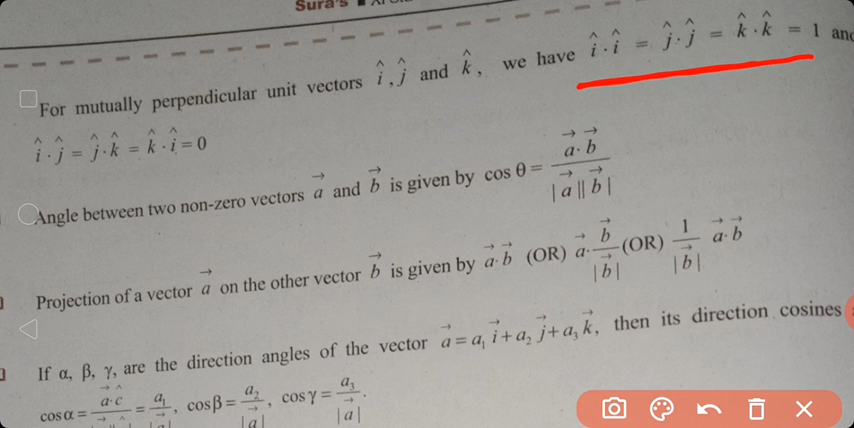 Sura's
For mutually perpendicular unit vectors î, ĵ and k̂, we have î · î = ĵ · ĵ = k̂ · k̂ = 1 and
î · ĵ = ĵ · k̂ = k̂ · î = 0
Angle between two non-zero vectors a⃗ and b⃗ is given by cos θ = (a⃗ · b⃗) / (|a⃗||b⃗|)
Projection of a vector a⃗ on the other vector b⃗ is given by a⃗ · b⃗ (OR) a⃗ · b⃗/|b⃗| (OR) 1/|b⃗| a⃗ · b⃗
If α, β, γ, are the direction angles of the vector a⃗ = a₁ i⃗ + a₂ j⃗ + a₃ k⃗, then its direction cosines
cos α = a⃗ · ĉ / = a₁ / |a⃗|, cos β = a₂ / |a⃗|, cos γ = a₃ / |a⃗|.